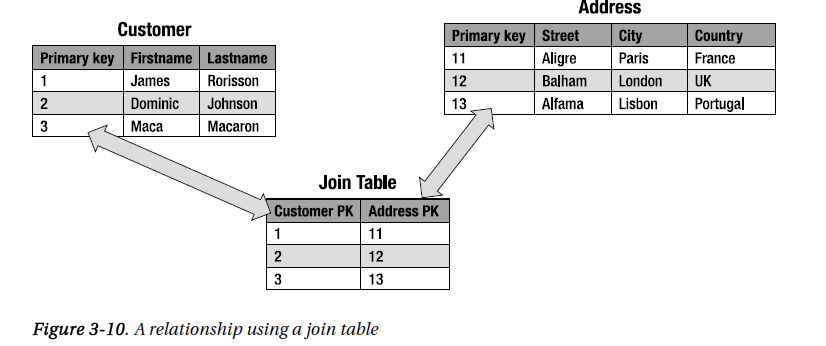 Customer
Primary key Firstname Lastname
1 James Rorisson
2 Dominic Johnson
3 Maca Macaron
Address
Primary key Street City Country
11 Aligre Paris France
12 Balham London UK
13 Alfama Lisbon Portugal
Join Table
Customer PK Address PK
1 11
2 12
3 13
Figure 3-10. A relationship using a join table